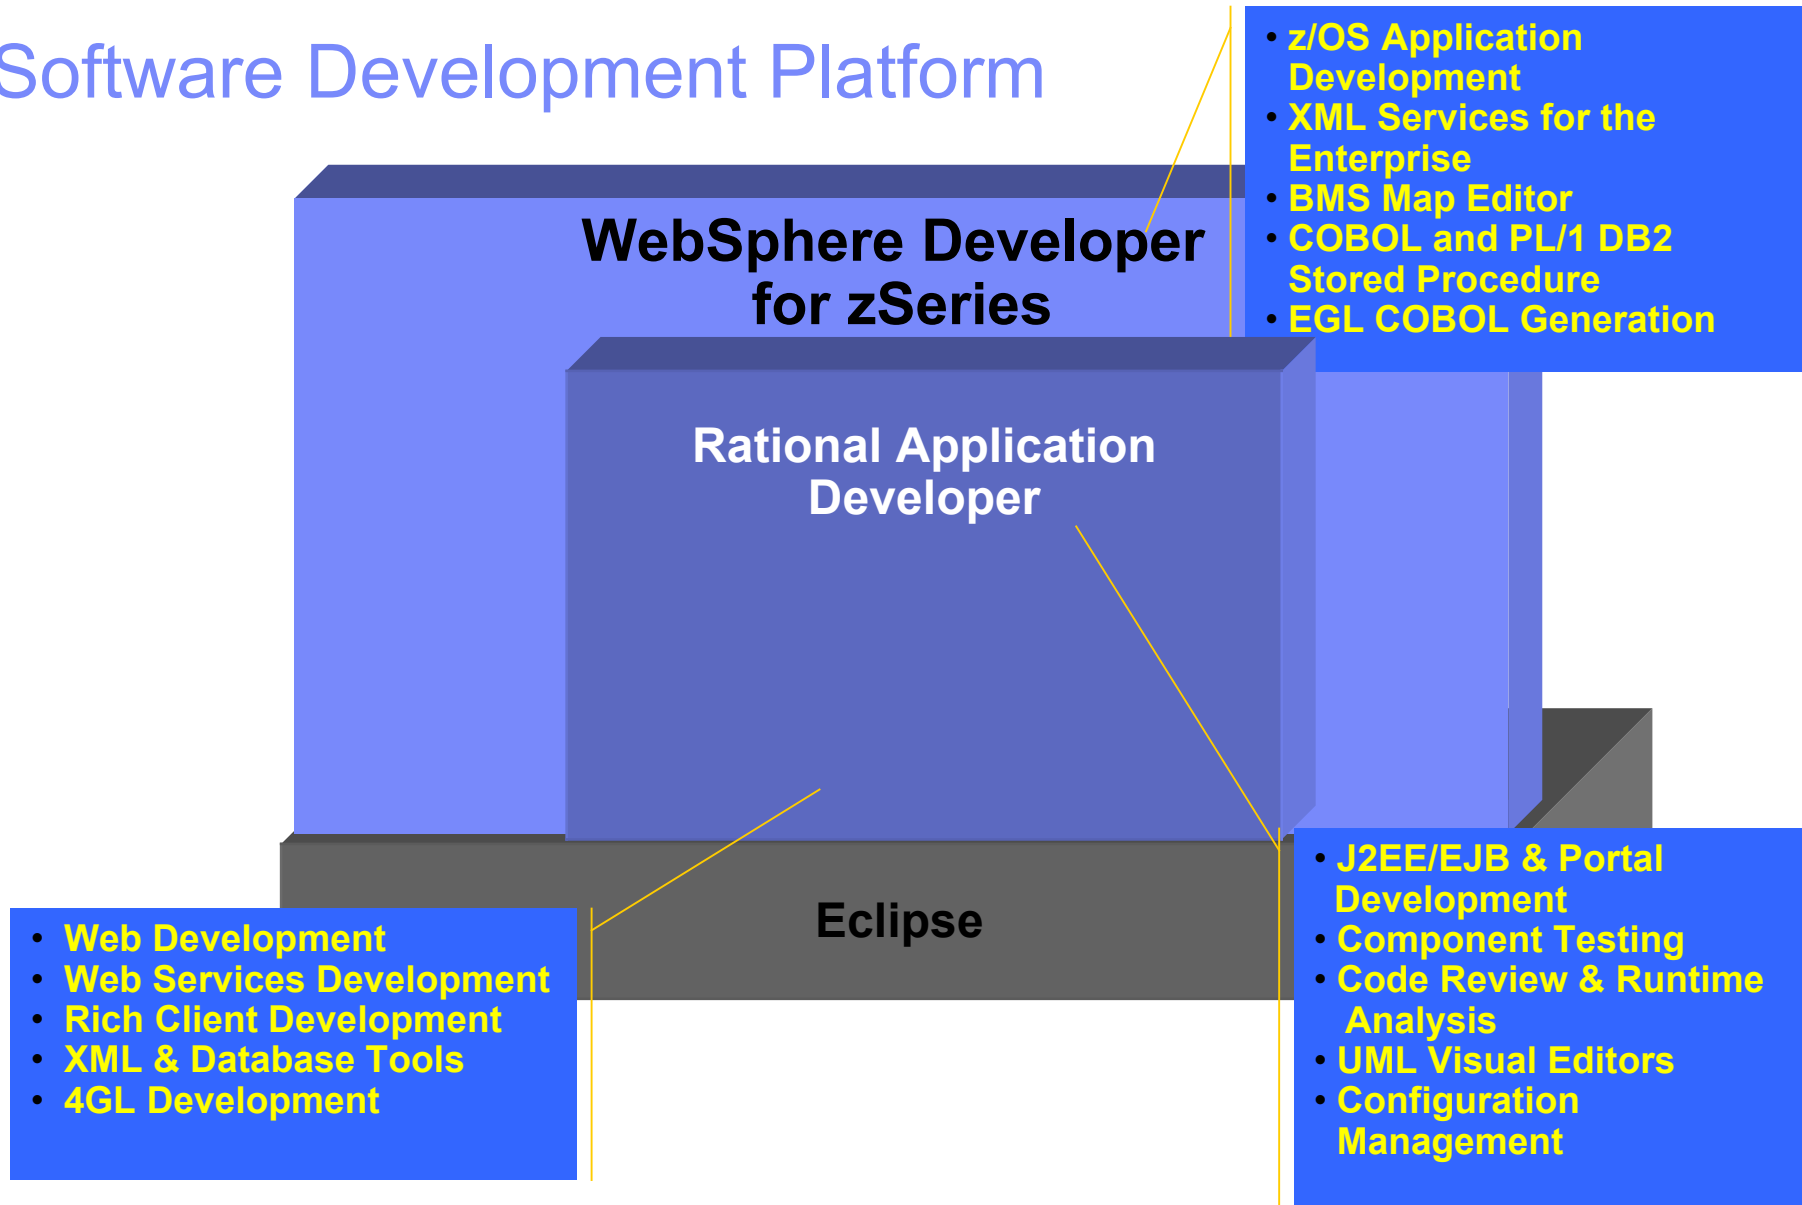 Software Development Platform
• z/OS Application
Development
• XML Services for the
Enterprise
• BMS Map Editor
• COBOL and PL/1 DB2
Stored Procedure
• EGL COBOL Generation
WebSphere Developer
for zSeries
Rational Application
Developer
Eclipse
• Web Development
• Web Services Development
• Rich Client Development
• XML & Database Tools
• 4GL Development
• J2EE/EJB & Portal
Development
• Component Testing
• Code Review & Runtime
Analysis
• UML Visual Editors
• Configuration
Management